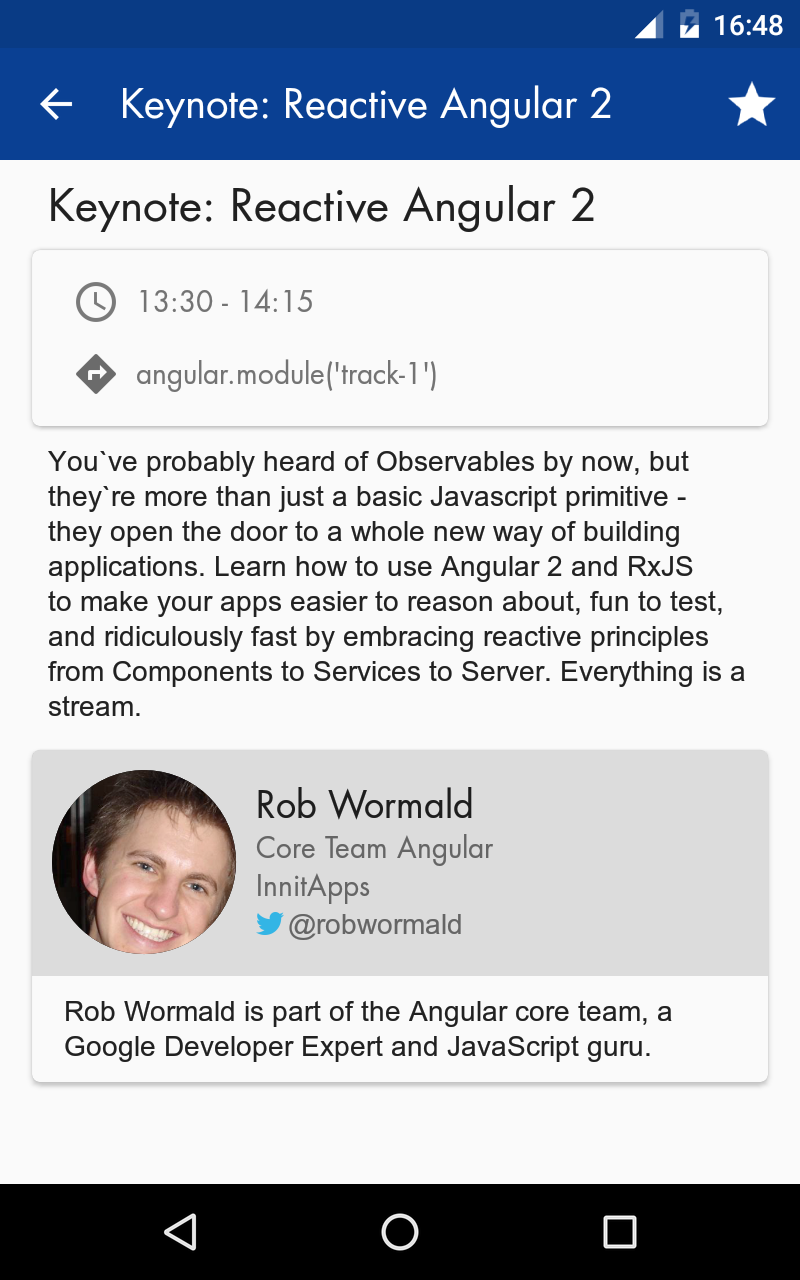 16:48
Keynote: Reactive Angular 2
Keynote: Reactive Angular 2
13:30 - 14:15
angular.module('track-1')
You`ve probably heard of Observables by now, but
they`re more than just a basic Javascript primitive -
they open the door to a whole new way of building
applications. Learn how to use Angular 2 and RxJS
to make your apps easier to reason about, fun to test,
and ridiculously fast by embracing reactive principles
from Components to Services to Server. Everything is a
stream.
Rob Wormald
Core Team Angular
InnitApps
@robwormald
Rob Wormald is part of the Angular core team, a
Google Developer Expert and JavaScript guru.